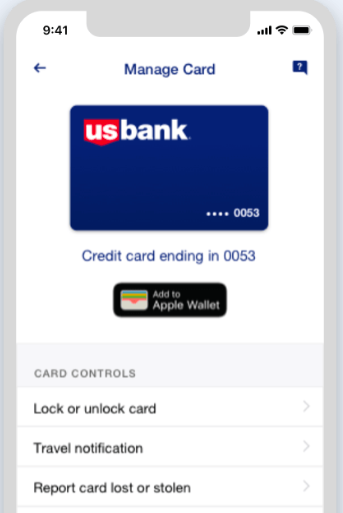 9:41
Manage Card
?
usbank
•••• 0053
Credit card ending in 0053
Add to
Apple Wallet
CARD CONTROLS
Lock or unlock card
Travel notification
Report card lost or stolen